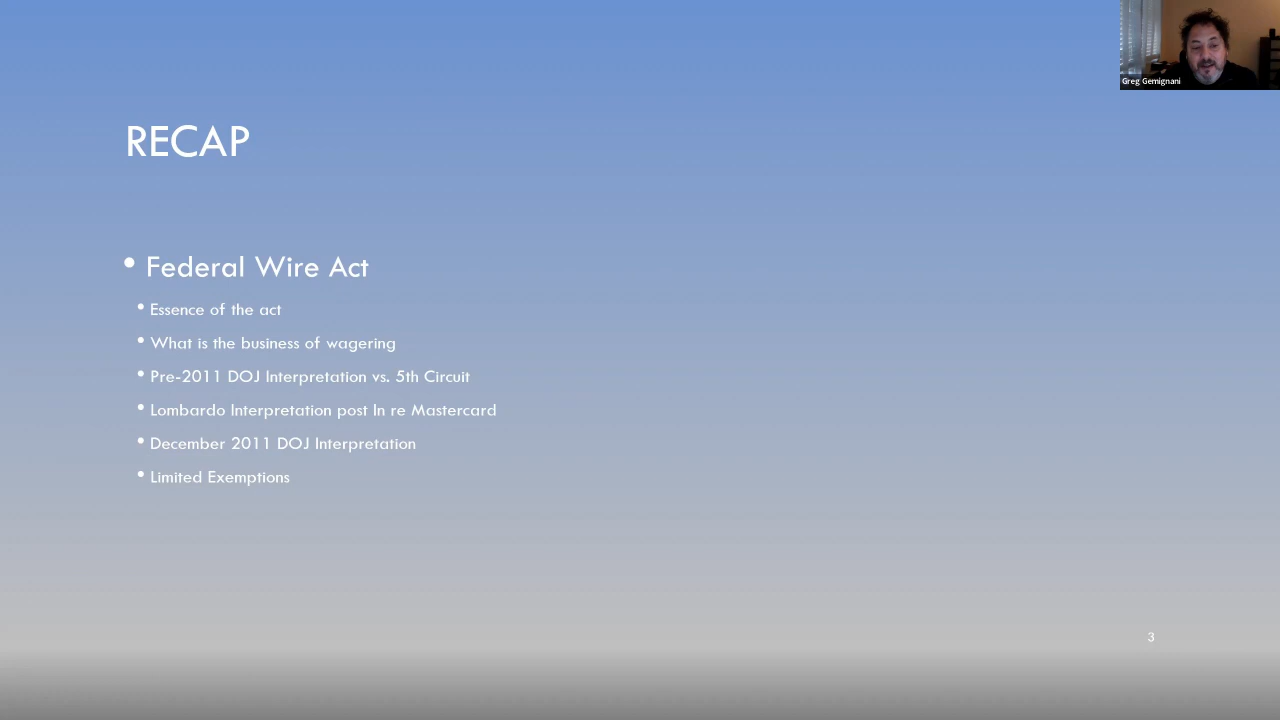 Greg Gemignani
RECAP
• Federal Wire Act
• Essence of the act
• What is the business of wagering
• Pre-2011 DOJ Interpretation vs. 5th Circuit
• Lombardo Interpretation post In re Mastercard
• December 2011 DOJ Interpretation
• Limited Exemptions
3